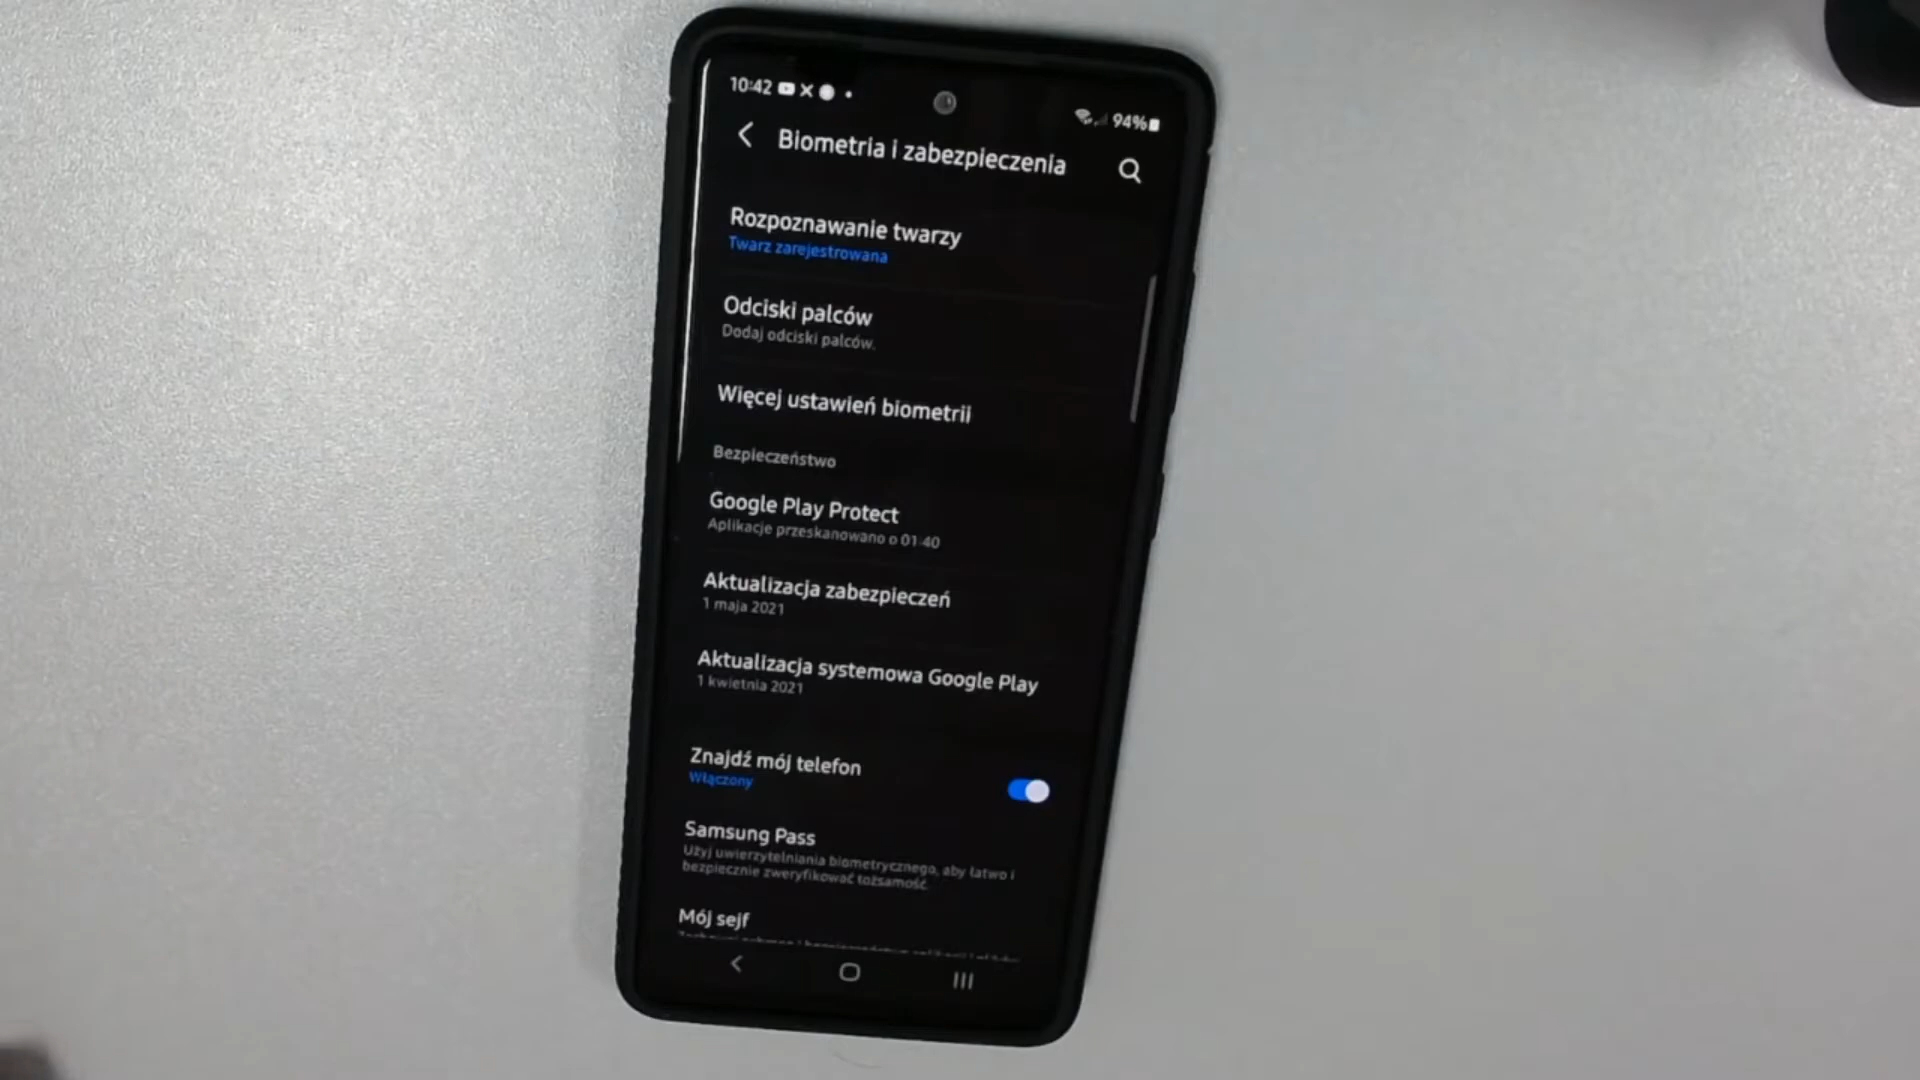 10:42
94%
Biometria i zabezpieczenia
Rozpoznawanie twarzy
Twarz zarejestrowana
Odciski palców
Dodaj odciski palców.
Więcej ustawień biometrii
Bezpieczeństwo
Google Play Protect
Aplikacje przeskanowano o 01:40
Aktualizacja zabezpieczeń
1 maja 2021
Aktualizacja systemowa Google Play
1 kwietnia 2021
Znajdź mój telefon
Włączony
Samsung Pass
Użyj uwierzytelniania biometrycznego, aby łatwo i
bezpiecznie zweryfikować tożsamość.
Mój sejf